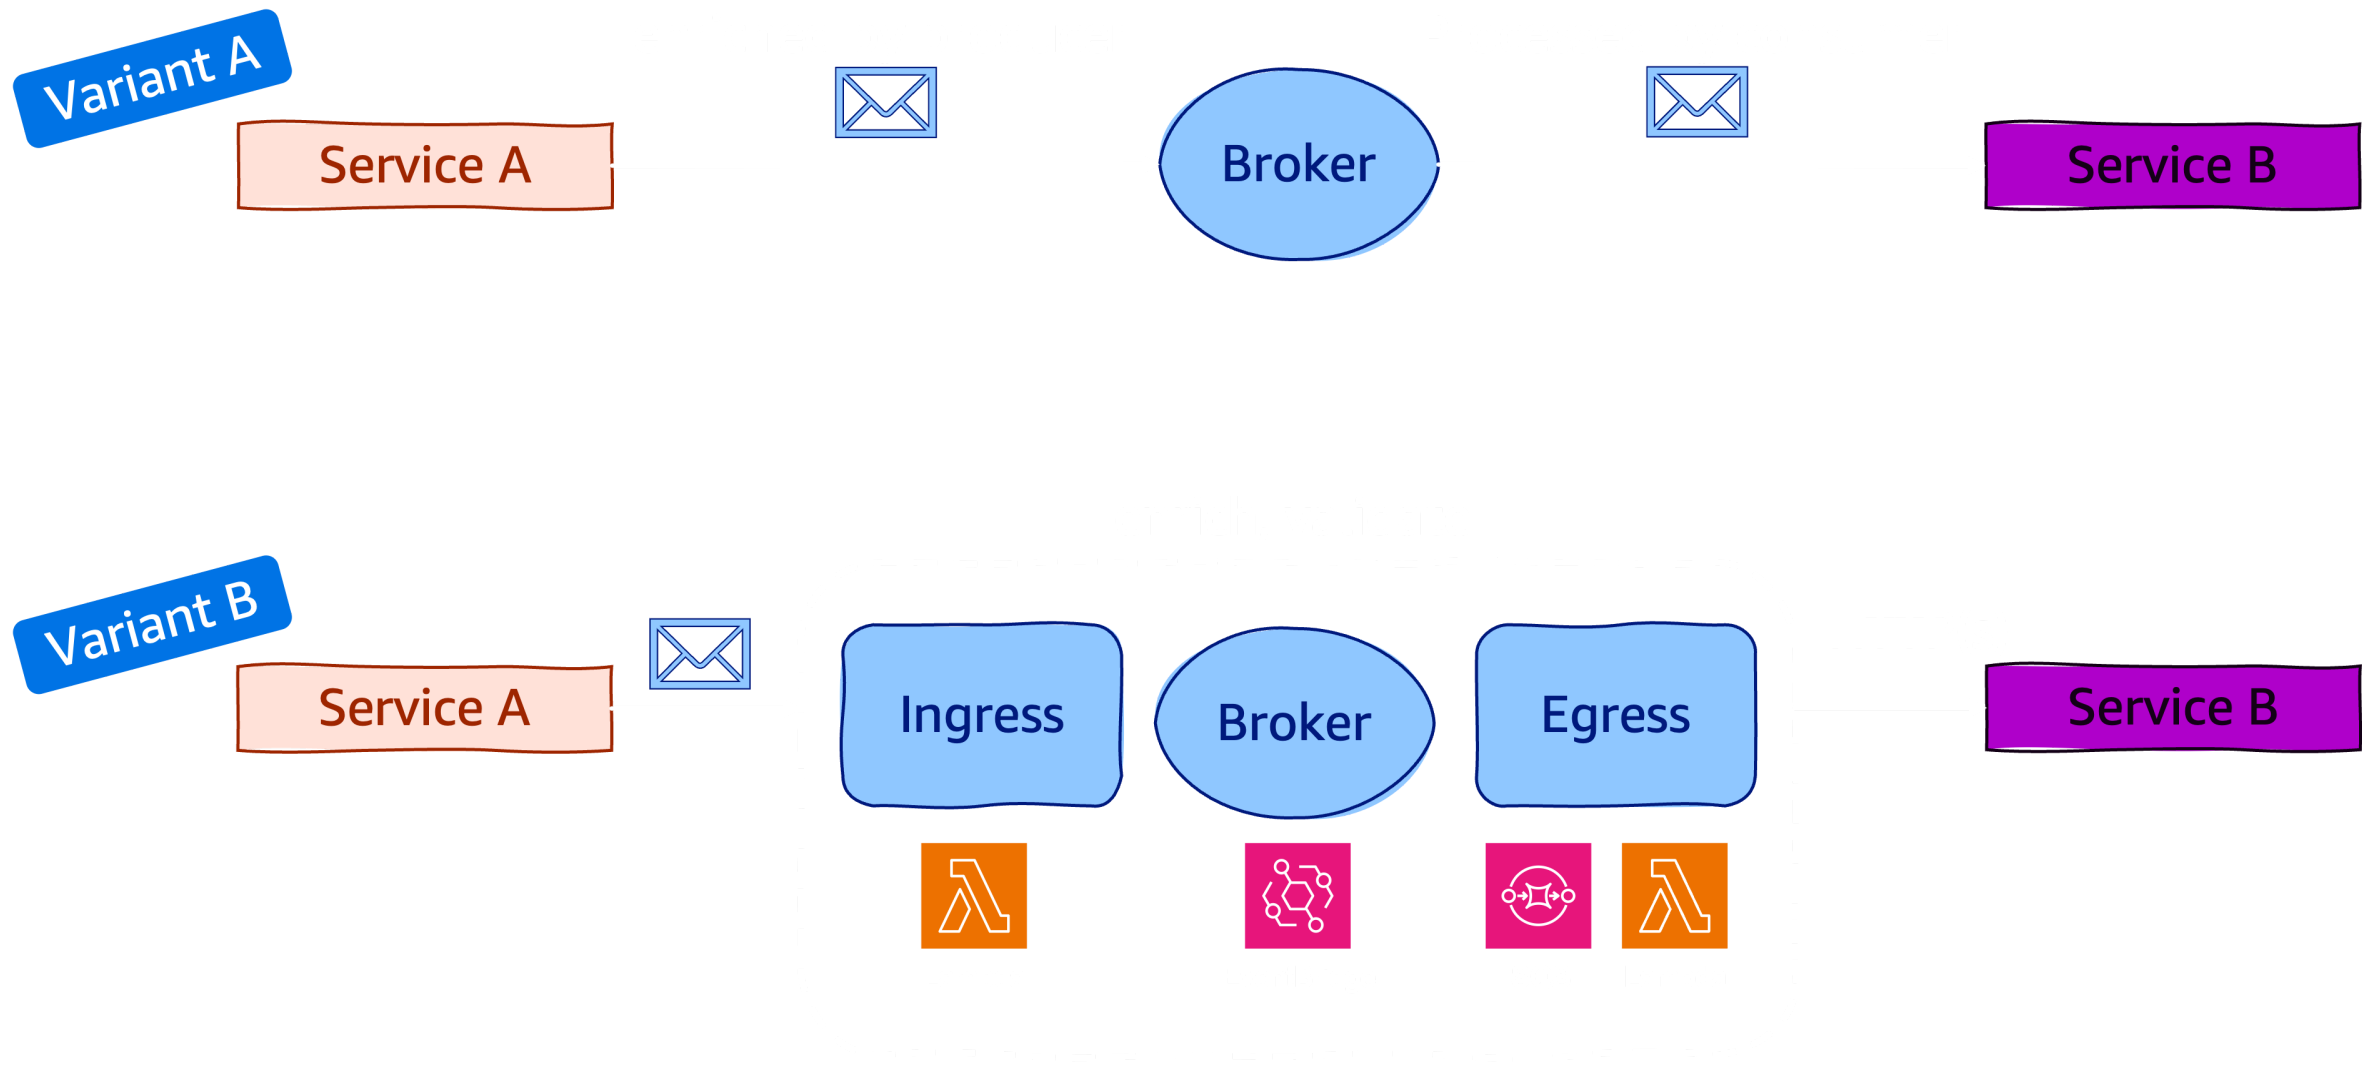 Variant A
Service A
Broker
Service B
Variant B
Service A
Ingress
Broker
Egress
Service B